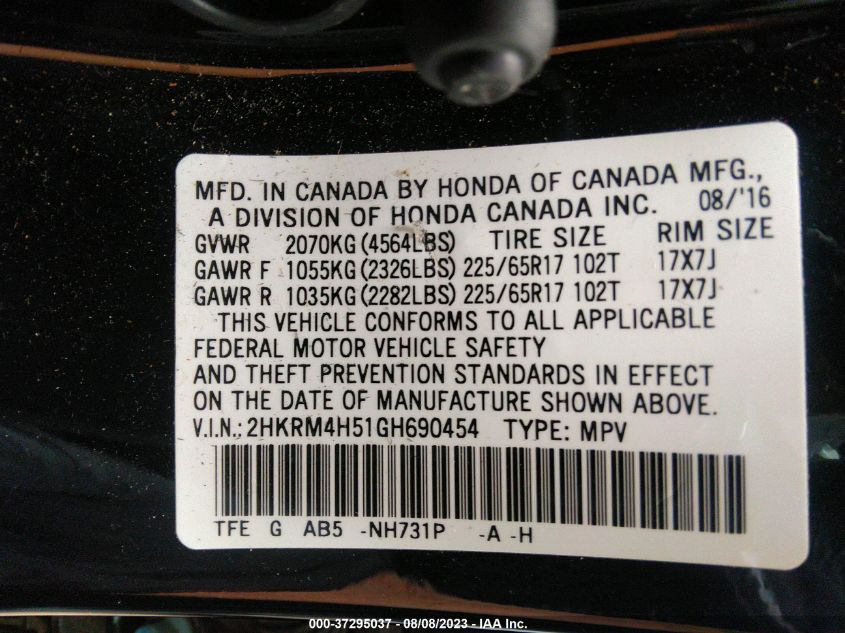 MFD. IN CANADA BY HONDA OF CANADA MFG.,
A DIVISION OF HONDA CANADA INC. 08/'16
GVWR 2070KG (4564LBS) TIRE SIZE RIM SIZE
GAWR F 1055KG (2326LBS) 225/65R17 102T 17X7J
GAWR R 1035KG (2282LBS) 225/65R17 102T 17X7J
THIS VEHICLE CONFORMS TO ALL APPLICABLE
FEDERAL MOTOR VEHICLE SAFETY
AND THEFT PREVENTION STANDARDS IN EFFECT
ON THE DATE OF MANUFACTURE SHOWN ABOVE.
V.I.N.: 2HKRM4H51GH690454 TYPE: MPV
TFE G AB5 -NH731P -A -H
000-37295037 - 08/08/2023 - IAA Inc.